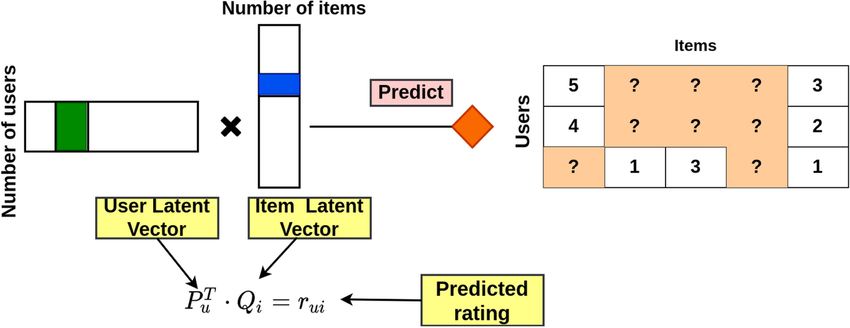 Number of items
Number of users
Predict
Items
Users
5 ? ? ? 3
4 ? ? ? 2
? 1 3 ? 1
User Latent
Vector
Item Latent
Vector
P_u^T · Q_i = r_{ui}
Predicted
rating